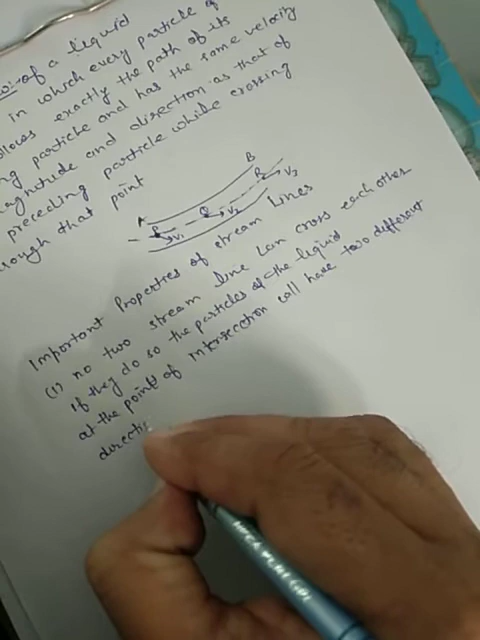 of a liquid
in which every particle of
follows exactly the path of its
particle and has the same velocity
magnitude and direction as that of
preceding particle while crossing
through that point
A B
P V1 Q V2 R V3
Important Properties of stream lines
(1) no two stream line can cross each other
If they do so the particles of the liquid
at the point of intersection will have two different
directi